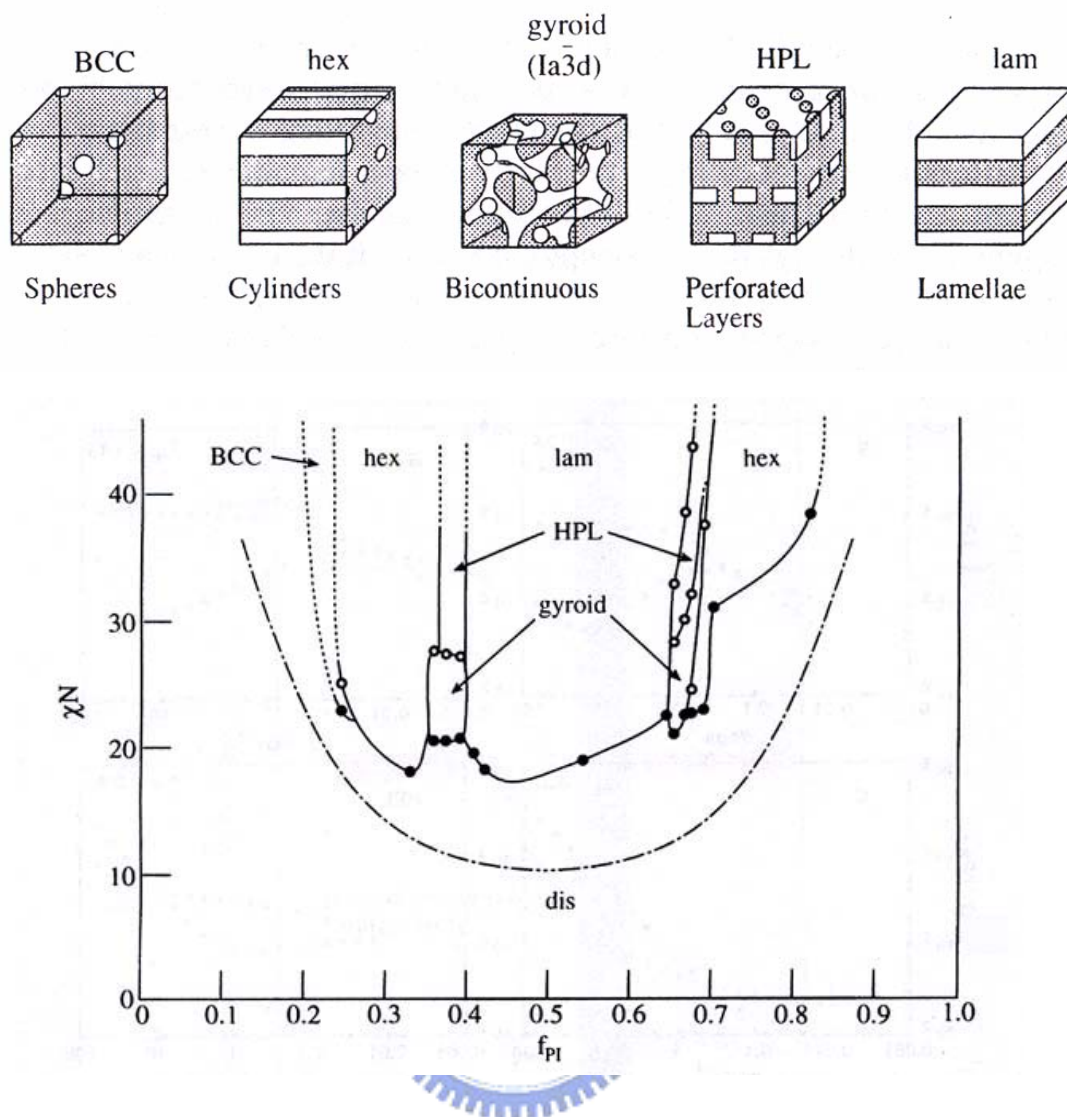 BCC
hex
gyroid
(Ia3̄d)
HPL
lam
Spheres
Cylinders
Bicontinuous
Perforated
Layers
Lamellae
BCC
hex
lam
hex
HPL
gyroid
dis
40
30
20
10
0
χN
0 0.1 0.2 0.3 0.4 0.5 0.6 0.7 0.8 0.9 1.0
f_PI